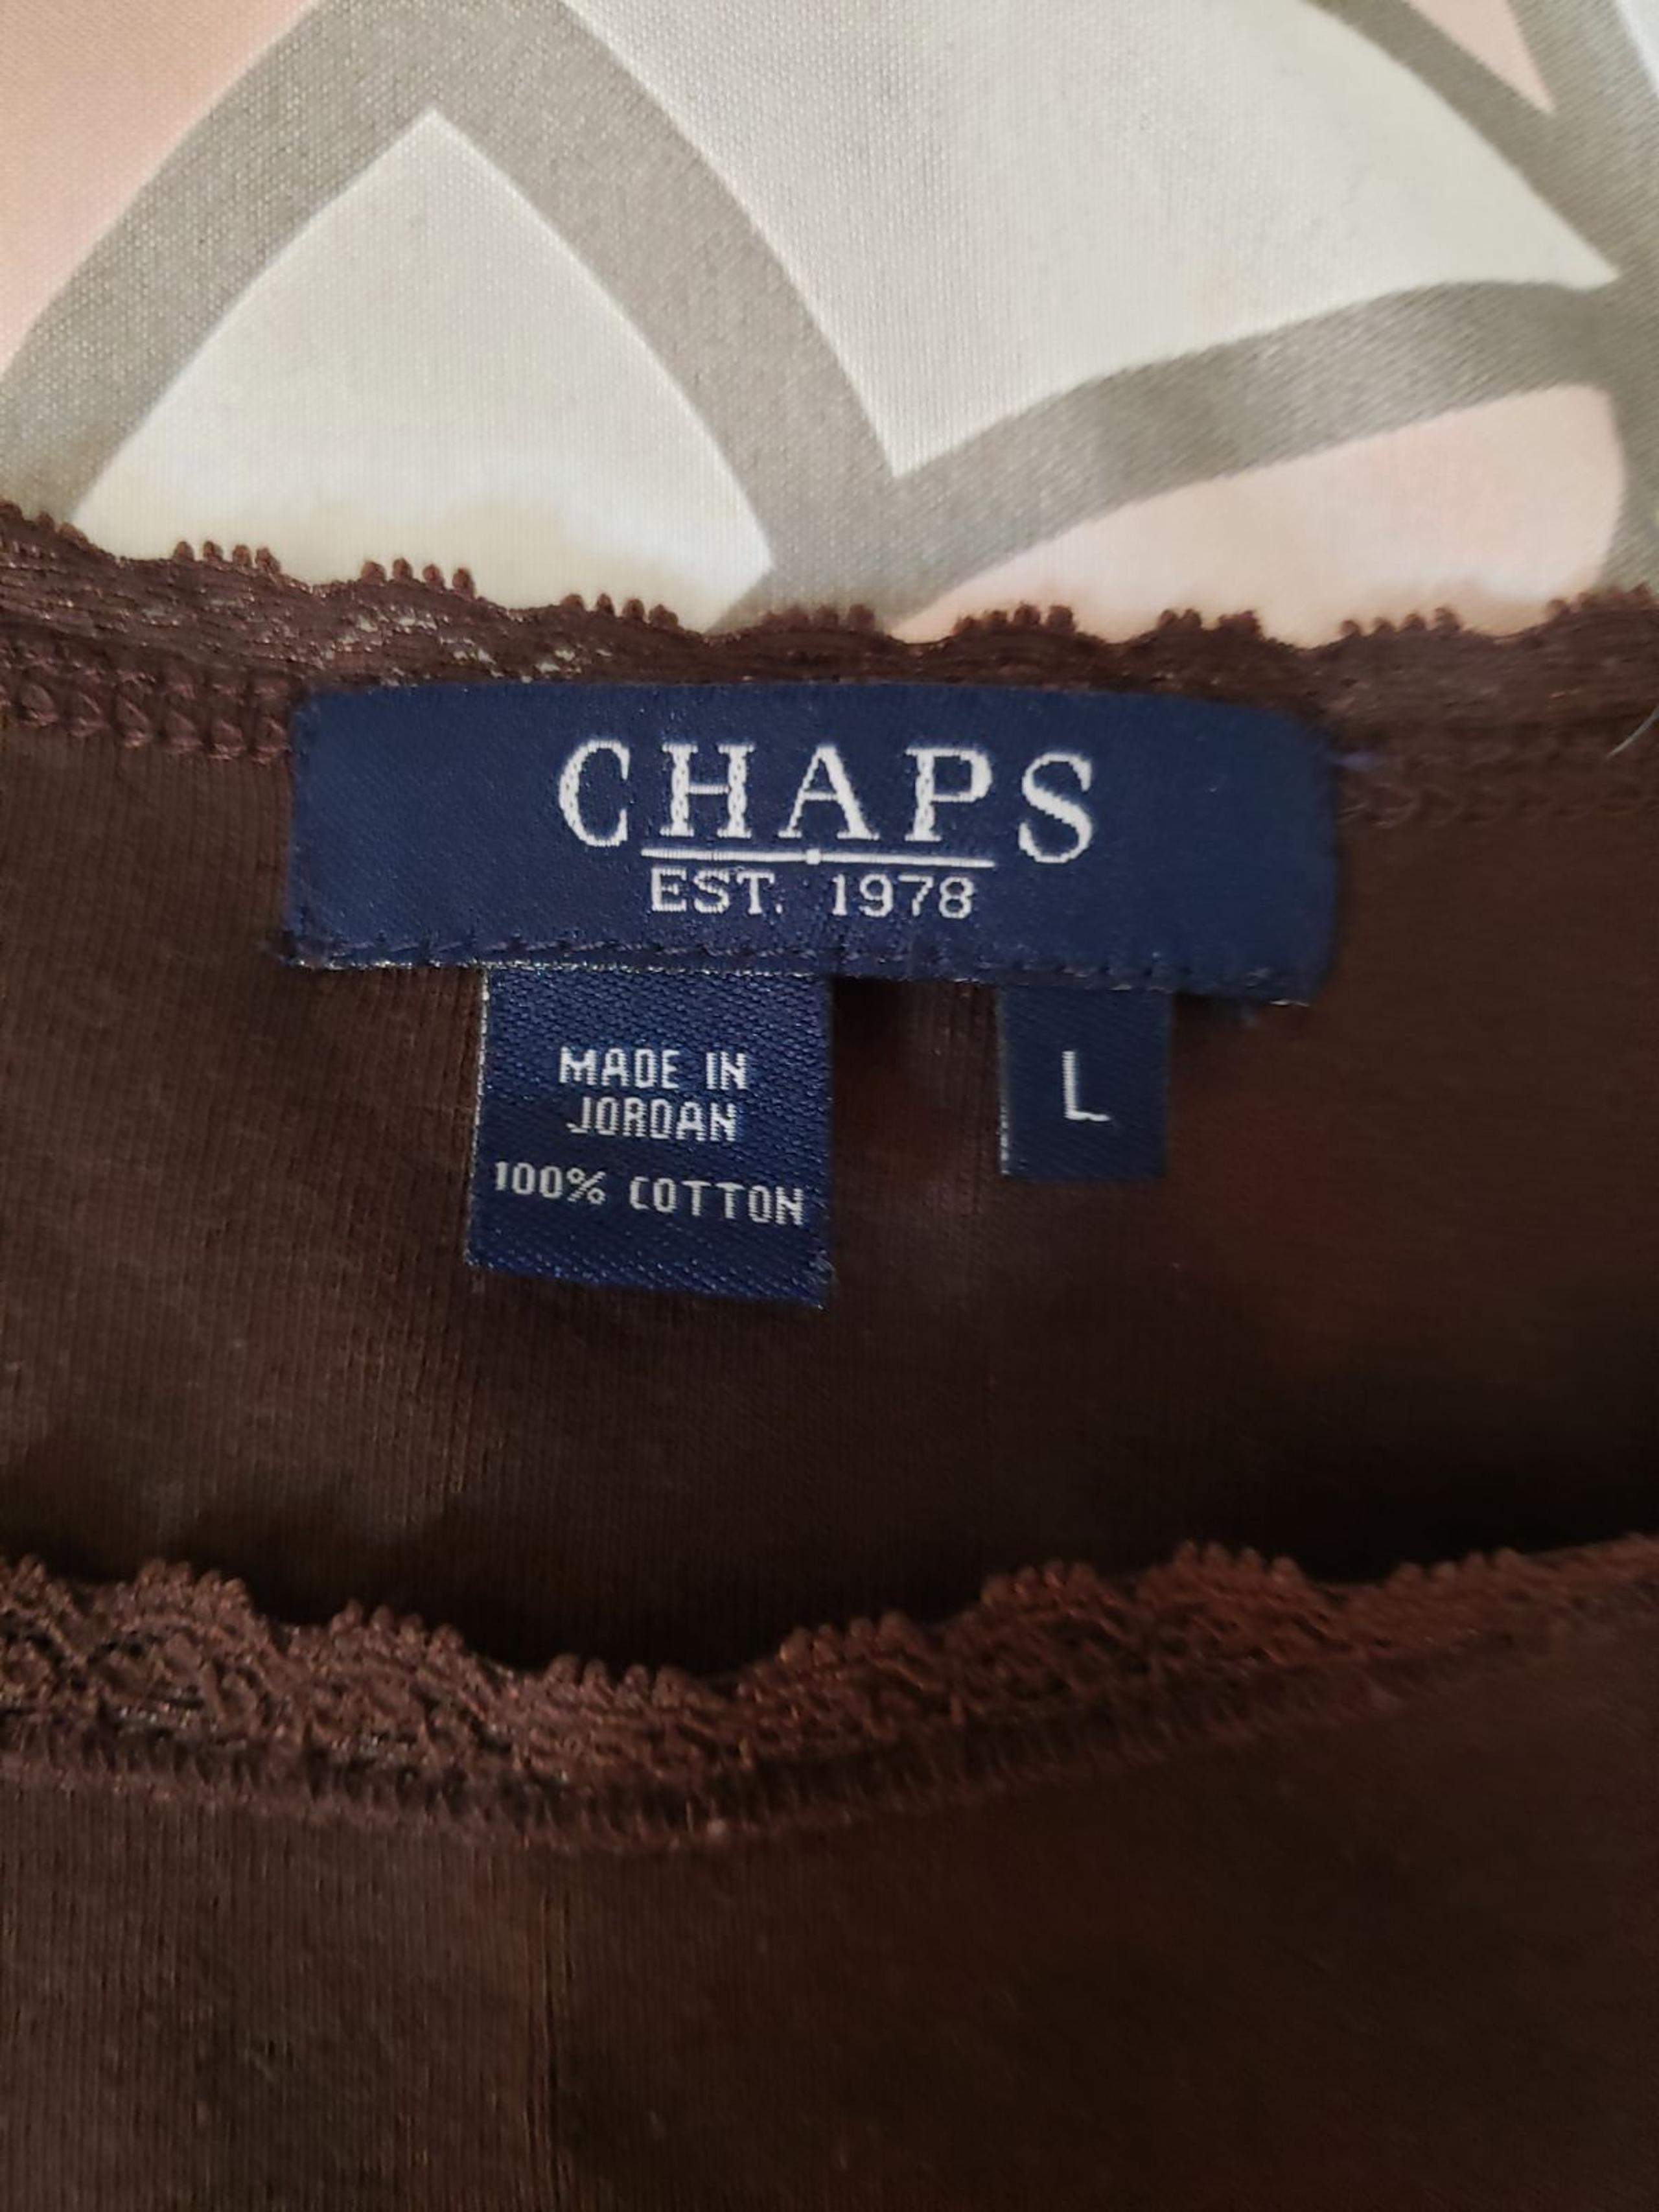 CHAPS
EST. 1978
MADE IN
JORDAN
100% COTTON
L